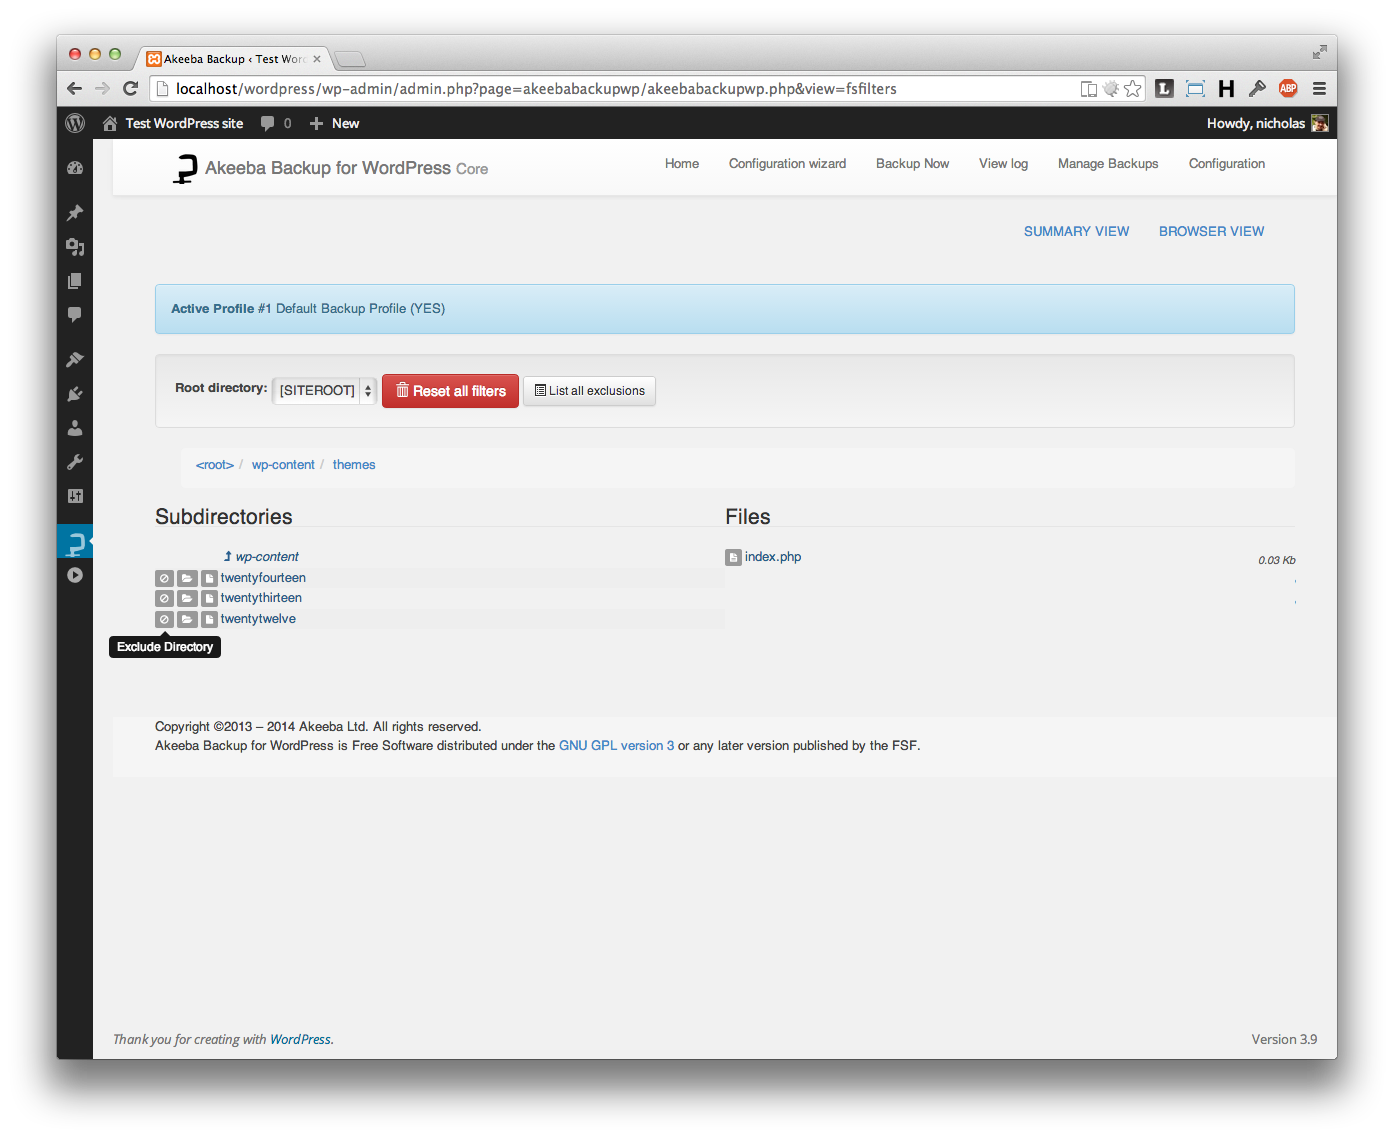 Akeeba Backup ‹ Test Word
localhost/wordpress/wp-admin/admin.php?page=akeebabackupwp/akeebabackupwp.php&view=fsfilters
L
H
ABP
Test WordPress site 0 New
Howdy, nicholas
Akeeba Backup for WordPress Core
Home Configuration wizard Backup Now View log Manage Backups Configuration
SUMMARY VIEW BROWSER VIEW
Active Profile #1 Default Backup Profile (YES)
Root directory: [SITEROOT] Reset all filters List all exclusions
<root> / wp-content / themes
Subdirectories
Files
wp-content
index.php 0.03 Kb
twentyfourteen
twentythirteen
twentytwelve
Exclude Directory
Copyright ©2013 – 2014 Akeeba Ltd. All rights reserved.
Akeeba Backup for WordPress is Free Software distributed under the GNU GPL version 3 or any later version published by the FSF.
Thank you for creating with WordPress.
Version 3.9